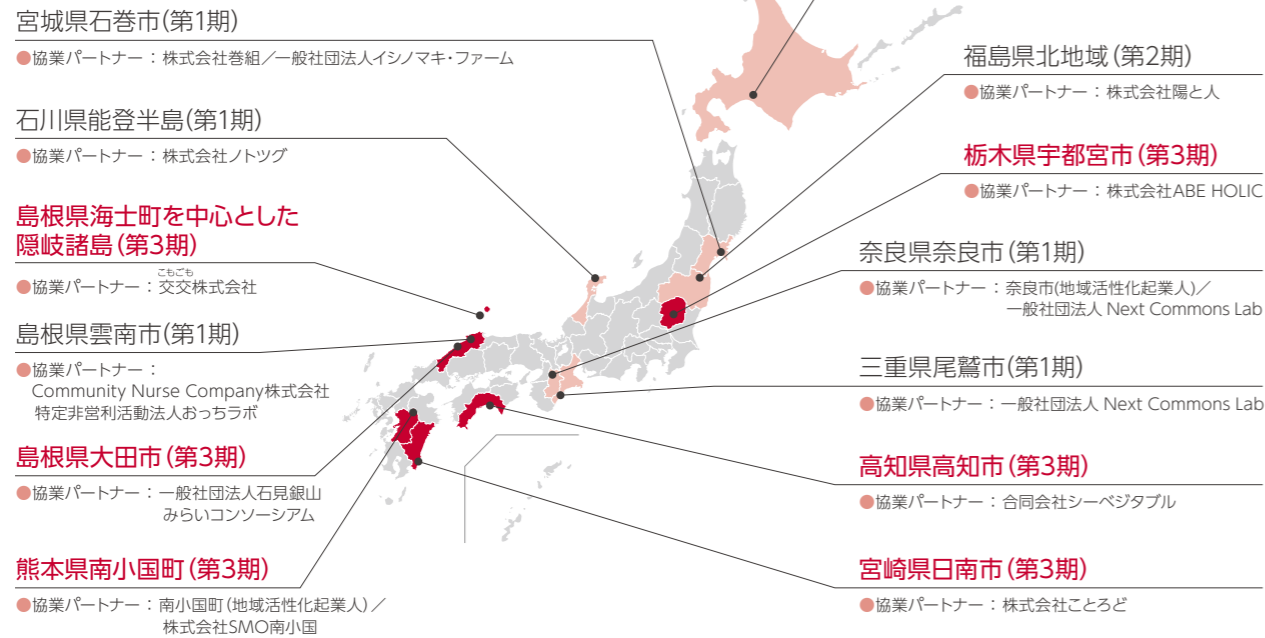 宮城県石巻市(第1期)
●協業パートナー：株式会社巻組／一般社団法人イシノマキ・ファーム
石川県能登半島(第1期)
●協業パートナー：株式会社ノトツグ
島根県海士町を中心とした
隠岐諸島（第3期）
こもごも
●協業パートナー：交交株式会社
島根県雲南市(第1期)
●協業パートナー：
Community Nurse Company株式会社
特定非営利活動法人おっちラボ
島根県大田市（第3期）
●協業パートナー：一般社団法人石見銀山
みらいコンソーシアム
熊本県南小国町（第3期）
●協業パートナー：南小国町（地域活性化起業人）／
株式会社SMO南小国
福島県北地域（第2期）
●協業パートナー：株式会社陽と人
栃木県宇都宮市（第3期）
●協業パートナー：株式会社ABE HOLIC
奈良県奈良市（第1期）
●協業パートナー：奈良市(地域活性化起業人)／
一般社団法人 Next Commons Lab
三重県尾鷲市（第1期）
●協業パートナー：一般社団法人 Next Commons Lab
高知県高知市（第3期）
●協業パートナー：合同会社シーベジタブル
宮崎県日南市（第3期）
●協業パートナー：株式会社ことろど